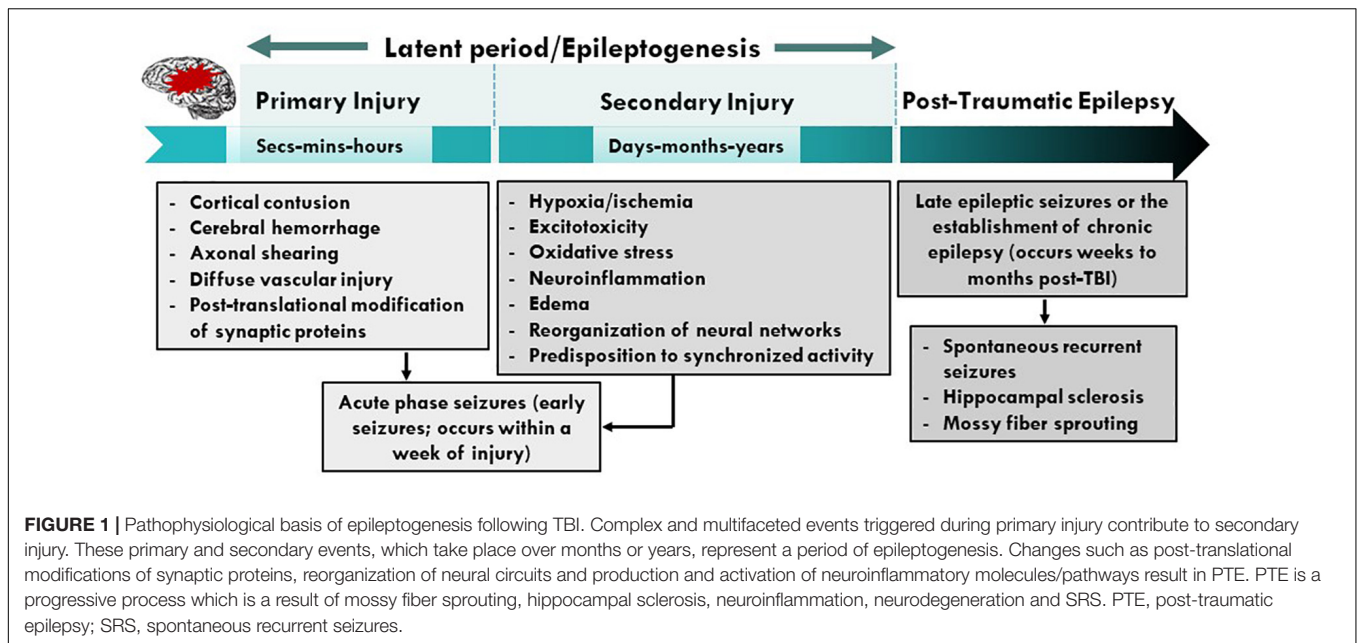 Latent period/Epileptogenesis
Primary Injury
Secondary Injury
Post-Traumatic Epilepsy
Secs-mins-hours
Days-months-years
- Cortical contusion
- Cerebral hemorrhage
- Axonal shearing
- Diffuse vascular injury
- Post-translational modification
of synaptic proteins
- Hypoxia/ischemia
- Excitotoxicity
- Oxidative stress
- Neuroinflammation
- Edema
- Reorganization of neural networks
- Predisposition to synchronized activity
Late epileptic seizures or the
establishment of chronic
epilepsy (occurs weeks to
months post-TBI)
Acute phase seizures (early
seizures; occurs within a
week of injury)
- Spontaneous recurrent
seizures
- Hippocampal sclerosis
- Mossy fiber sprouting
FIGURE 1 | Pathophysiological basis of epileptogenesis following TBI. Complex and multifaceted events triggered during primary injury contribute to secondary
injury. These primary and secondary events, which take place over months or years, represent a period of epileptogenesis. Changes such as post-translational
modifications of synaptic proteins, reorganization of neural circuits and production and activation of neuroinflammatory molecules/pathways result in PTE. PTE is a
progressive process which is a result of mossy fiber sprouting, hippocampal sclerosis, neuroinflammation, neurodegeneration and SRS. PTE, post-traumatic
epilepsy; SRS, spontaneous recurrent seizures.